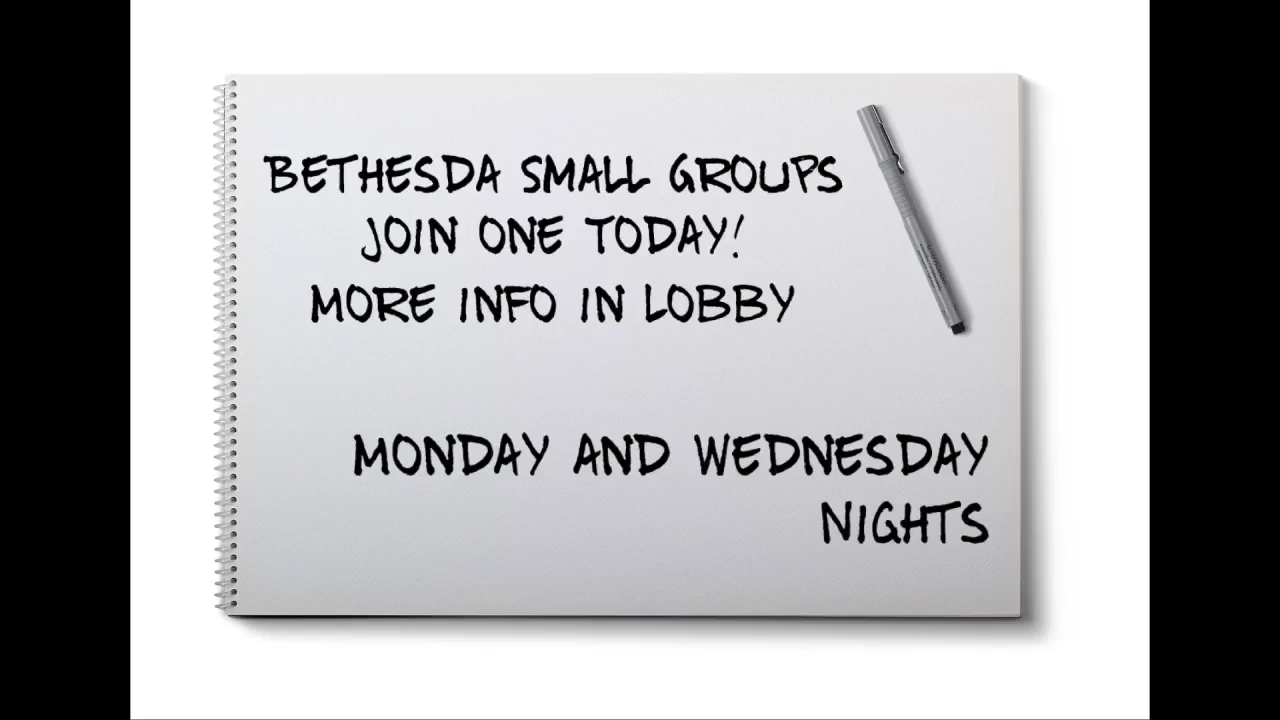 BETHESDA SMALL GROUPS
JOIN ONE TODAY!
MORE INFO IN LOBBY
MONDAY AND WEDNESDAY
NIGHTS